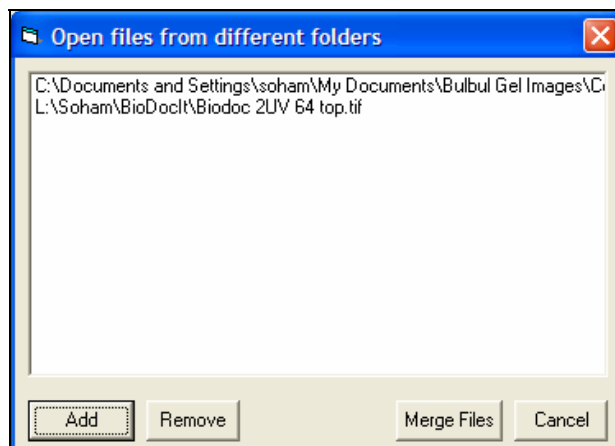 Open files from different folders
C:\Documents and Settings\soham\My Documents\Bulbul Gel Images\
L:\Soham\BioDocIt\Biodoc 2UV 64 top.tif
Add Remove Merge Files Cancel